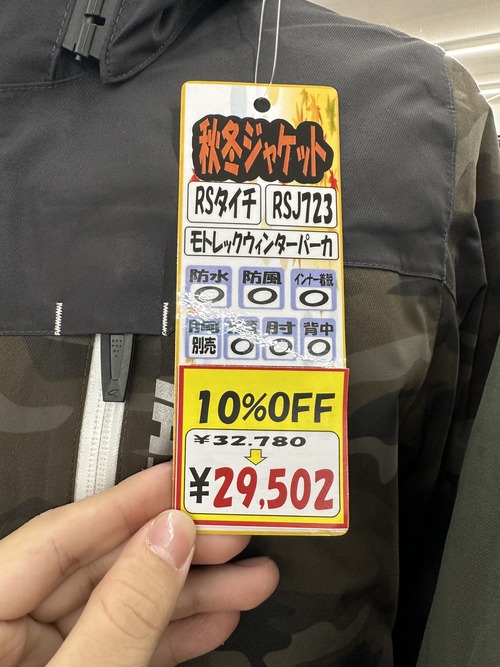 秋冬ジャケット
RSタイチ RSJ723
モトレックウィンターパーカ
防水 防風 インナー着脱
○ ○ ○
胸 肩 肘 背中
別売 ○ ○ ○
10%OFF
¥32.780
¥29,502